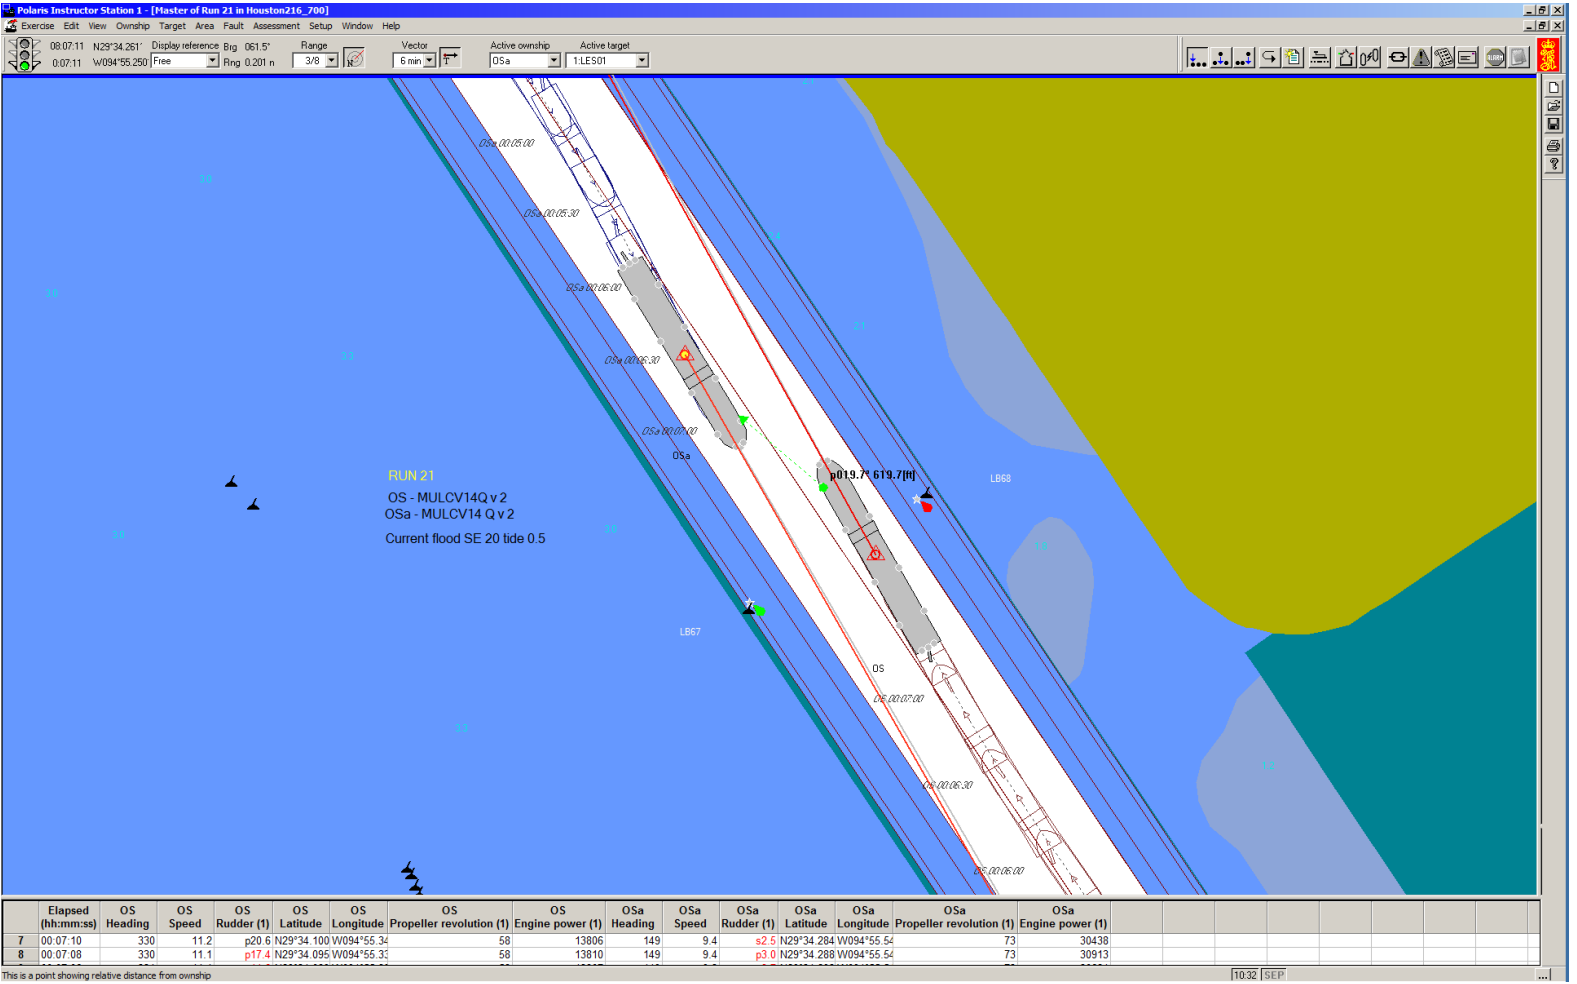 Polaris Instructor Station 1 - [Master of Run 21 in Houston216_700]
Exercise Edit View Ownship Target Area Fault Assessment Setup Window Help
08:07:11 N29°34.261' Display reference Brg 061.5° Range Vector Active ownship Active target
0:07:11 W094°55.250' Free Rng 0.201 n 3/8 6 min OSa 1:LES01
OSa 00:05:00
30
OSa 00:05:30
24
OSa 00:06:00
30
21
33
OSa 00:06:30
OSa 00:07:00
OSa
RUN 21
p019.7° 619.7[ft]
LB68
OS - MULCV14Q v 2
OSa - MULCV14 Q v 2
30
Current flood SE 20 tide 0.5
LB67
OS
OS 00:07:00
33
12
OS 00:06:30
OS 00:06:00
Elapsed (hh:mm:ss) OS Heading OS Speed OS Rudder (1) OS Latitude OS Longitude OS Propeller revolution (1) OS Engine power (1) OSa Heading OSa Speed OSa Rudder (1) OSa Latitude OSa Longitude OSa Propeller revolution (1) OSa Engine power (1)
7 00:07:10 330 11.2 p20.6 N29°34.100 W094°55.34 58 13806 149 9.4 s2.5 N29°34.284 W094°55.54 73 30438
8 00:07:08 330 11.1 p17.4 N29°34.095 W094°55.33 58 13810 149 9.4 p3.0 N29°34.288 W094°55.54 73 30913
This is a point showing relative distance from ownship
10:32 SEP